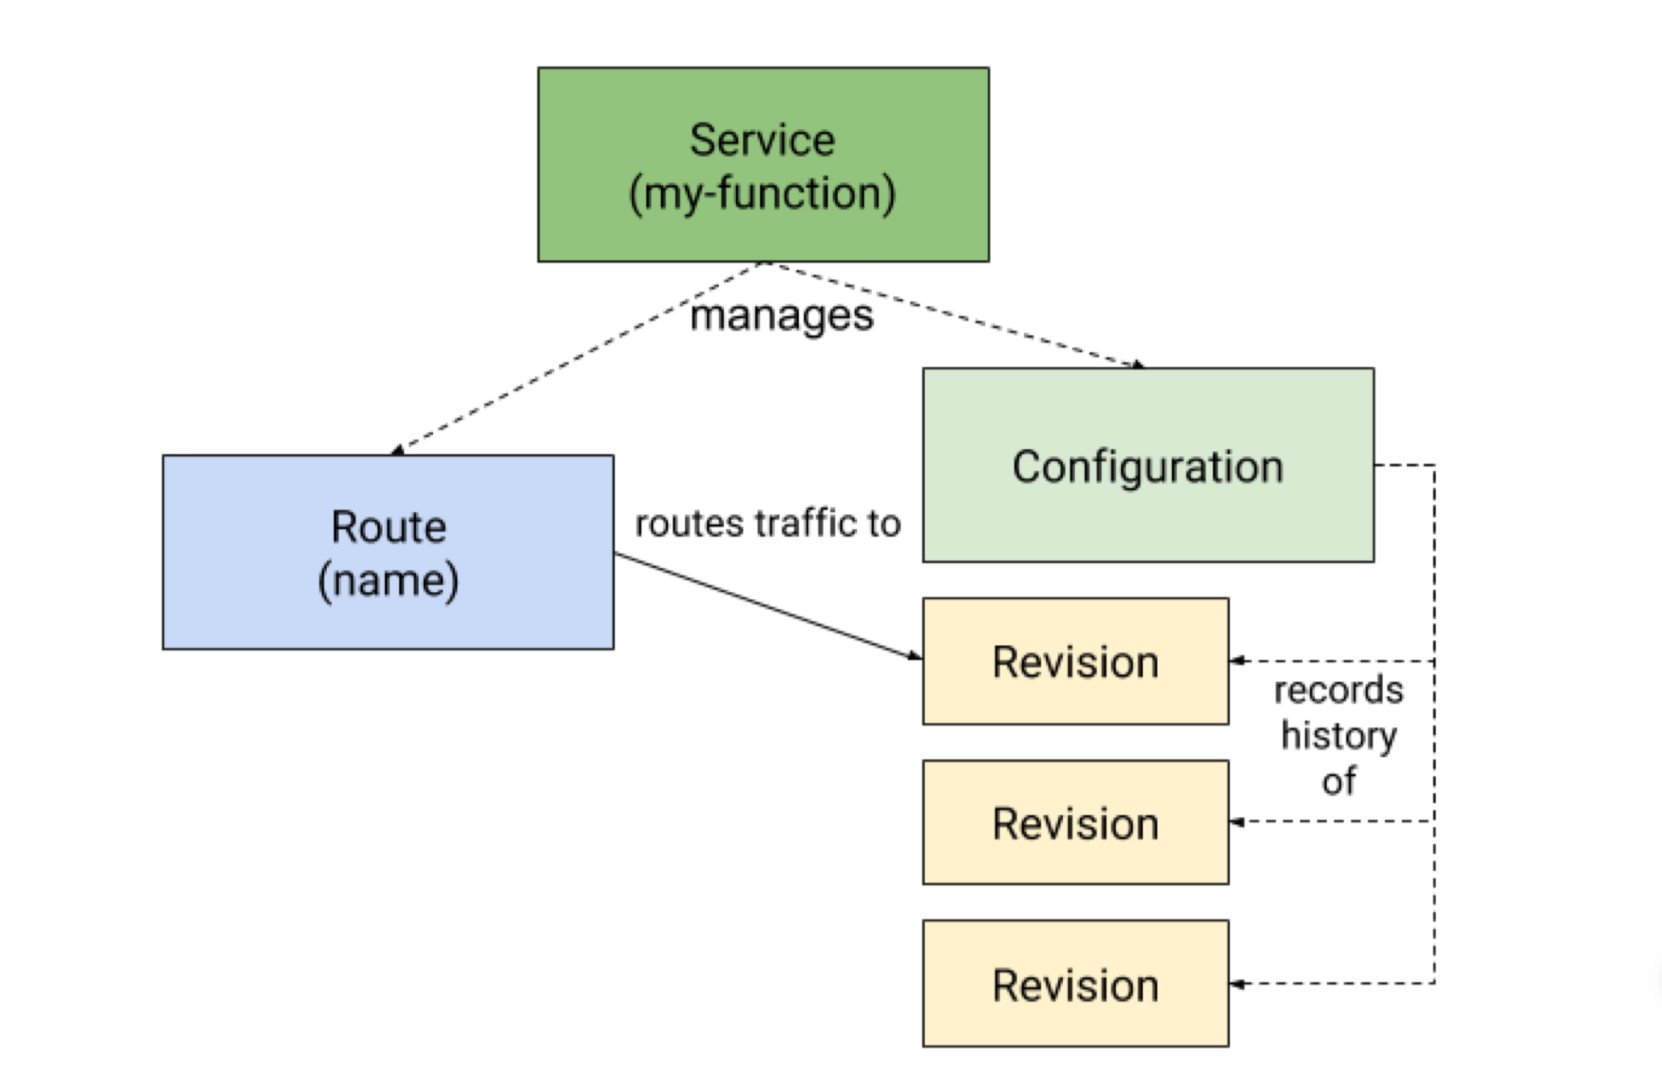 Service
(my-function)
manages
Configuration
Route
(name)
routes traffic to
Revision
records
history
of
Revision
Revision